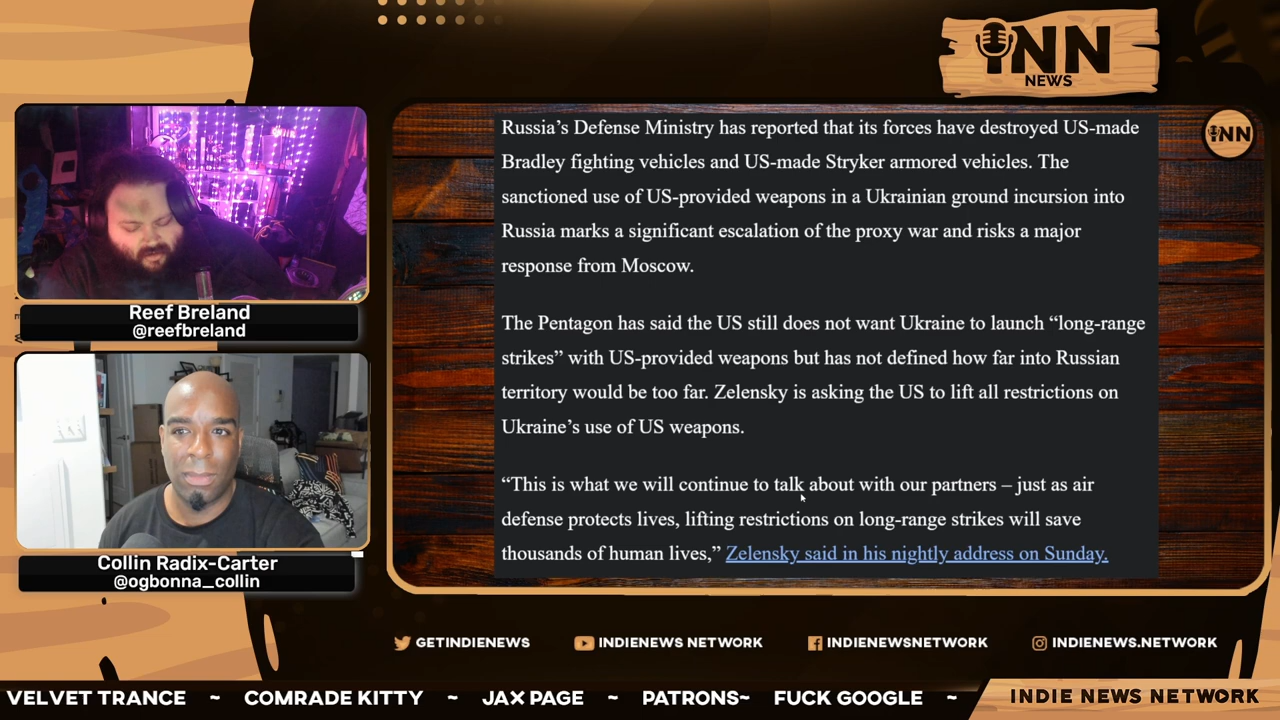 iNN
NEWS
iNN
Russia’s Defense Ministry has reported that its forces have destroyed US-made
Bradley fighting vehicles and US-made Stryker armored vehicles. The
sanctioned use of US-provided weapons in a Ukrainian ground incursion into
Russia marks a significant escalation of the proxy war and risks a major
response from Moscow.
The Pentagon has said the US still does not want Ukraine to launch “long-range
strikes” with US-provided weapons but has not defined how far into Russian
territory would be too far. Zelensky is asking the US to lift all restrictions on
Ukraine’s use of US weapons.
“This is what we will continue to talk about with our partners – just as air
defense protects lives, lifting restrictions on long-range strikes will save
thousands of human lives,” Zelensky said in his nightly address on Sunday.
Reef Breland
@reefbreland
Collin Radix-Carter
@ogbonna_collin
GETINDIENEWS
INDIENEWS NETWORK
INDIENEWSNETWORK
INDIENEWS.NETWORK
VELVET TRANCE ~ COMRADE KITTY ~ JAX PAGE ~ PATRONS~ FUCK GOOGLE ~
INDIE NEWS NETWORK